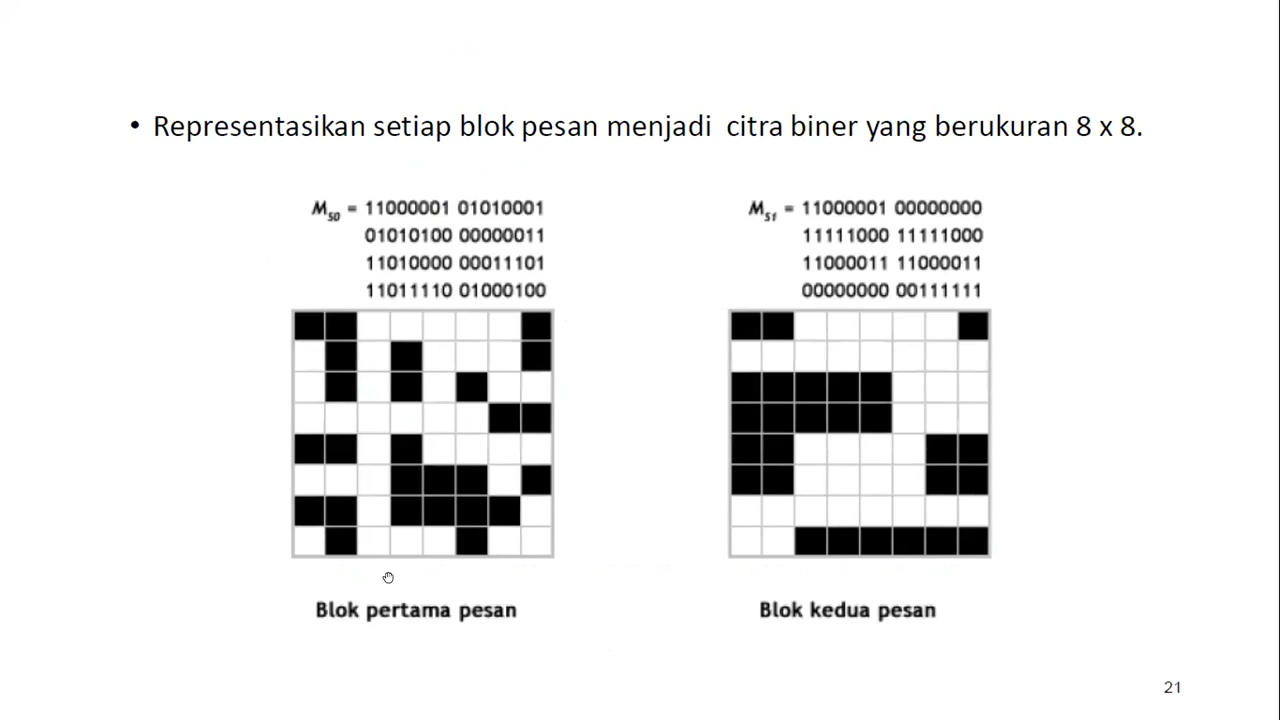 • Representasikan setiap blok pesan menjadi citra biner yang berukuran 8 x 8.
M50 = 11000001 01010001
01010100 00000011
11010000 00011101
11011110 01000100
Blok pertama pesan
M51 = 11000001 00000000
11111000 11111000
11000011 11000011
00000000 00111111
Blok kedua pesan
21